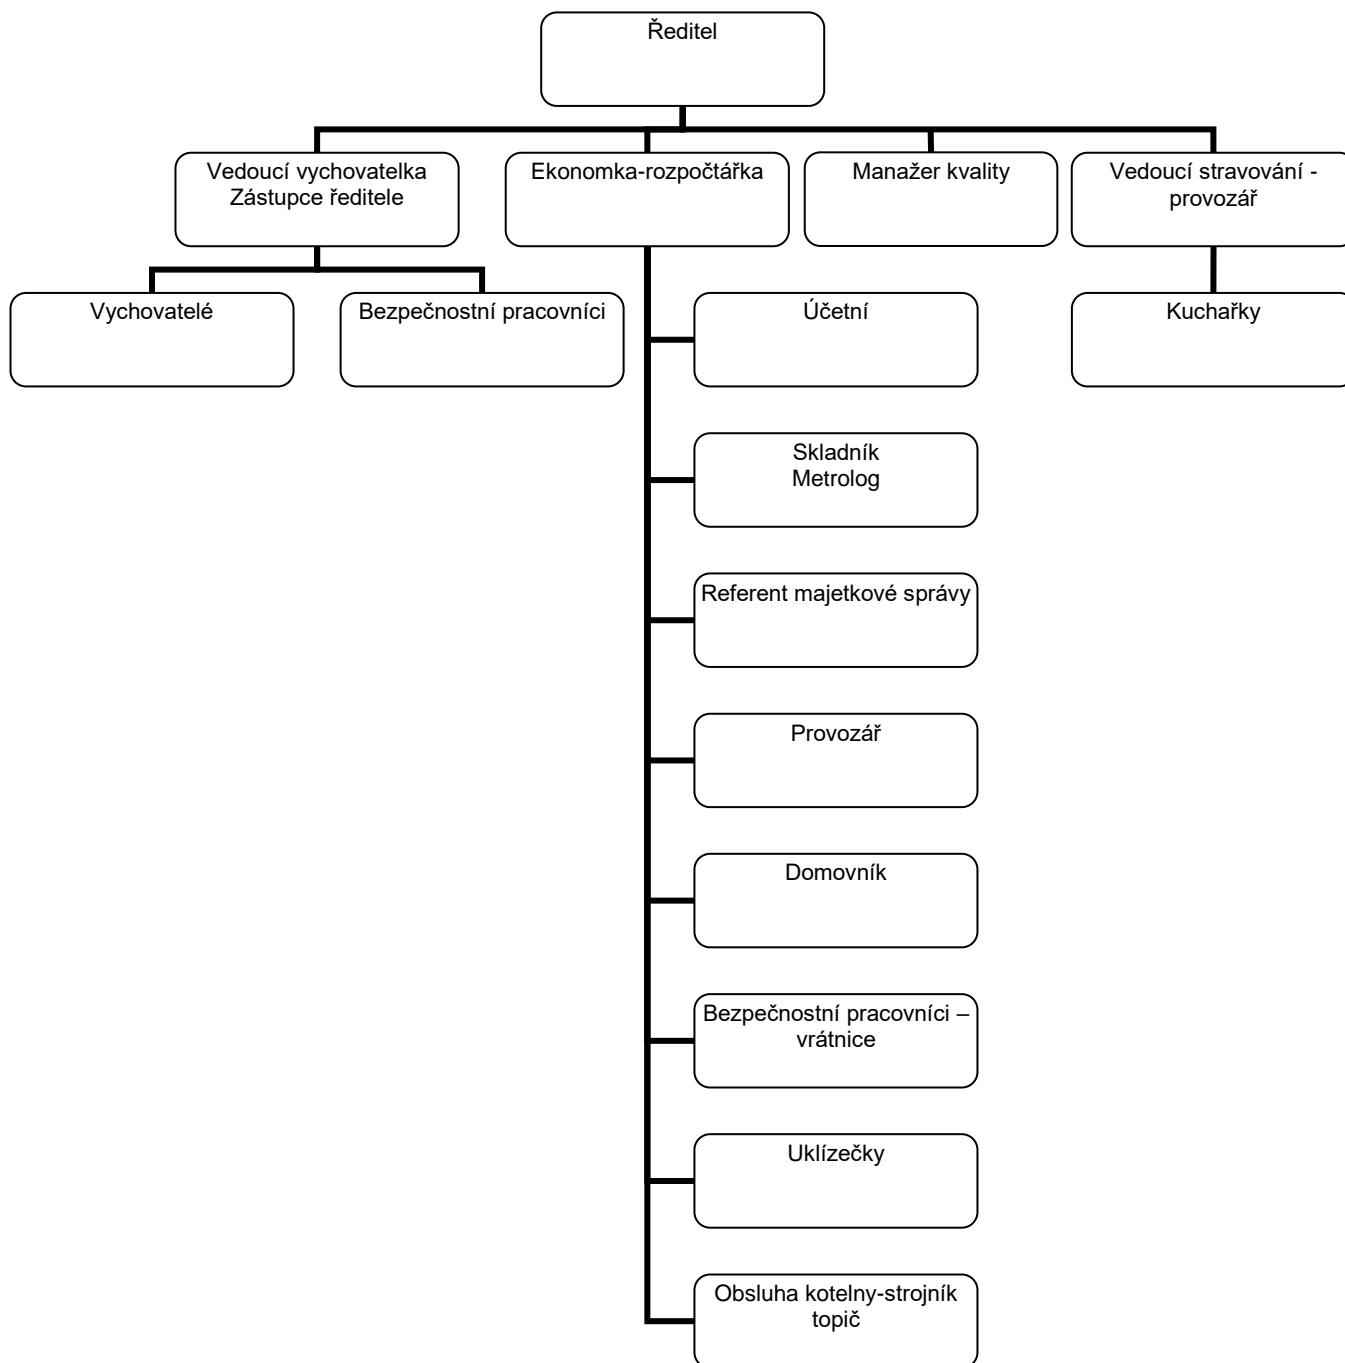 Ředitel
Vedoucí vychovatelka
Zástupce ředitele
Ekonomka-rozpočtářka
Manažer kvality
Vedoucí stravování -
provozář
Vychovatelé
Bezpečnostní pracovníci
Účetní
Kuchařky
Skladník
Metrolog
Referent majetkové správy
Provozář
Domovník
Bezpečnostní pracovníci –
vrátnice
Uklízečky
Obsluha kotelny-strojník
topič